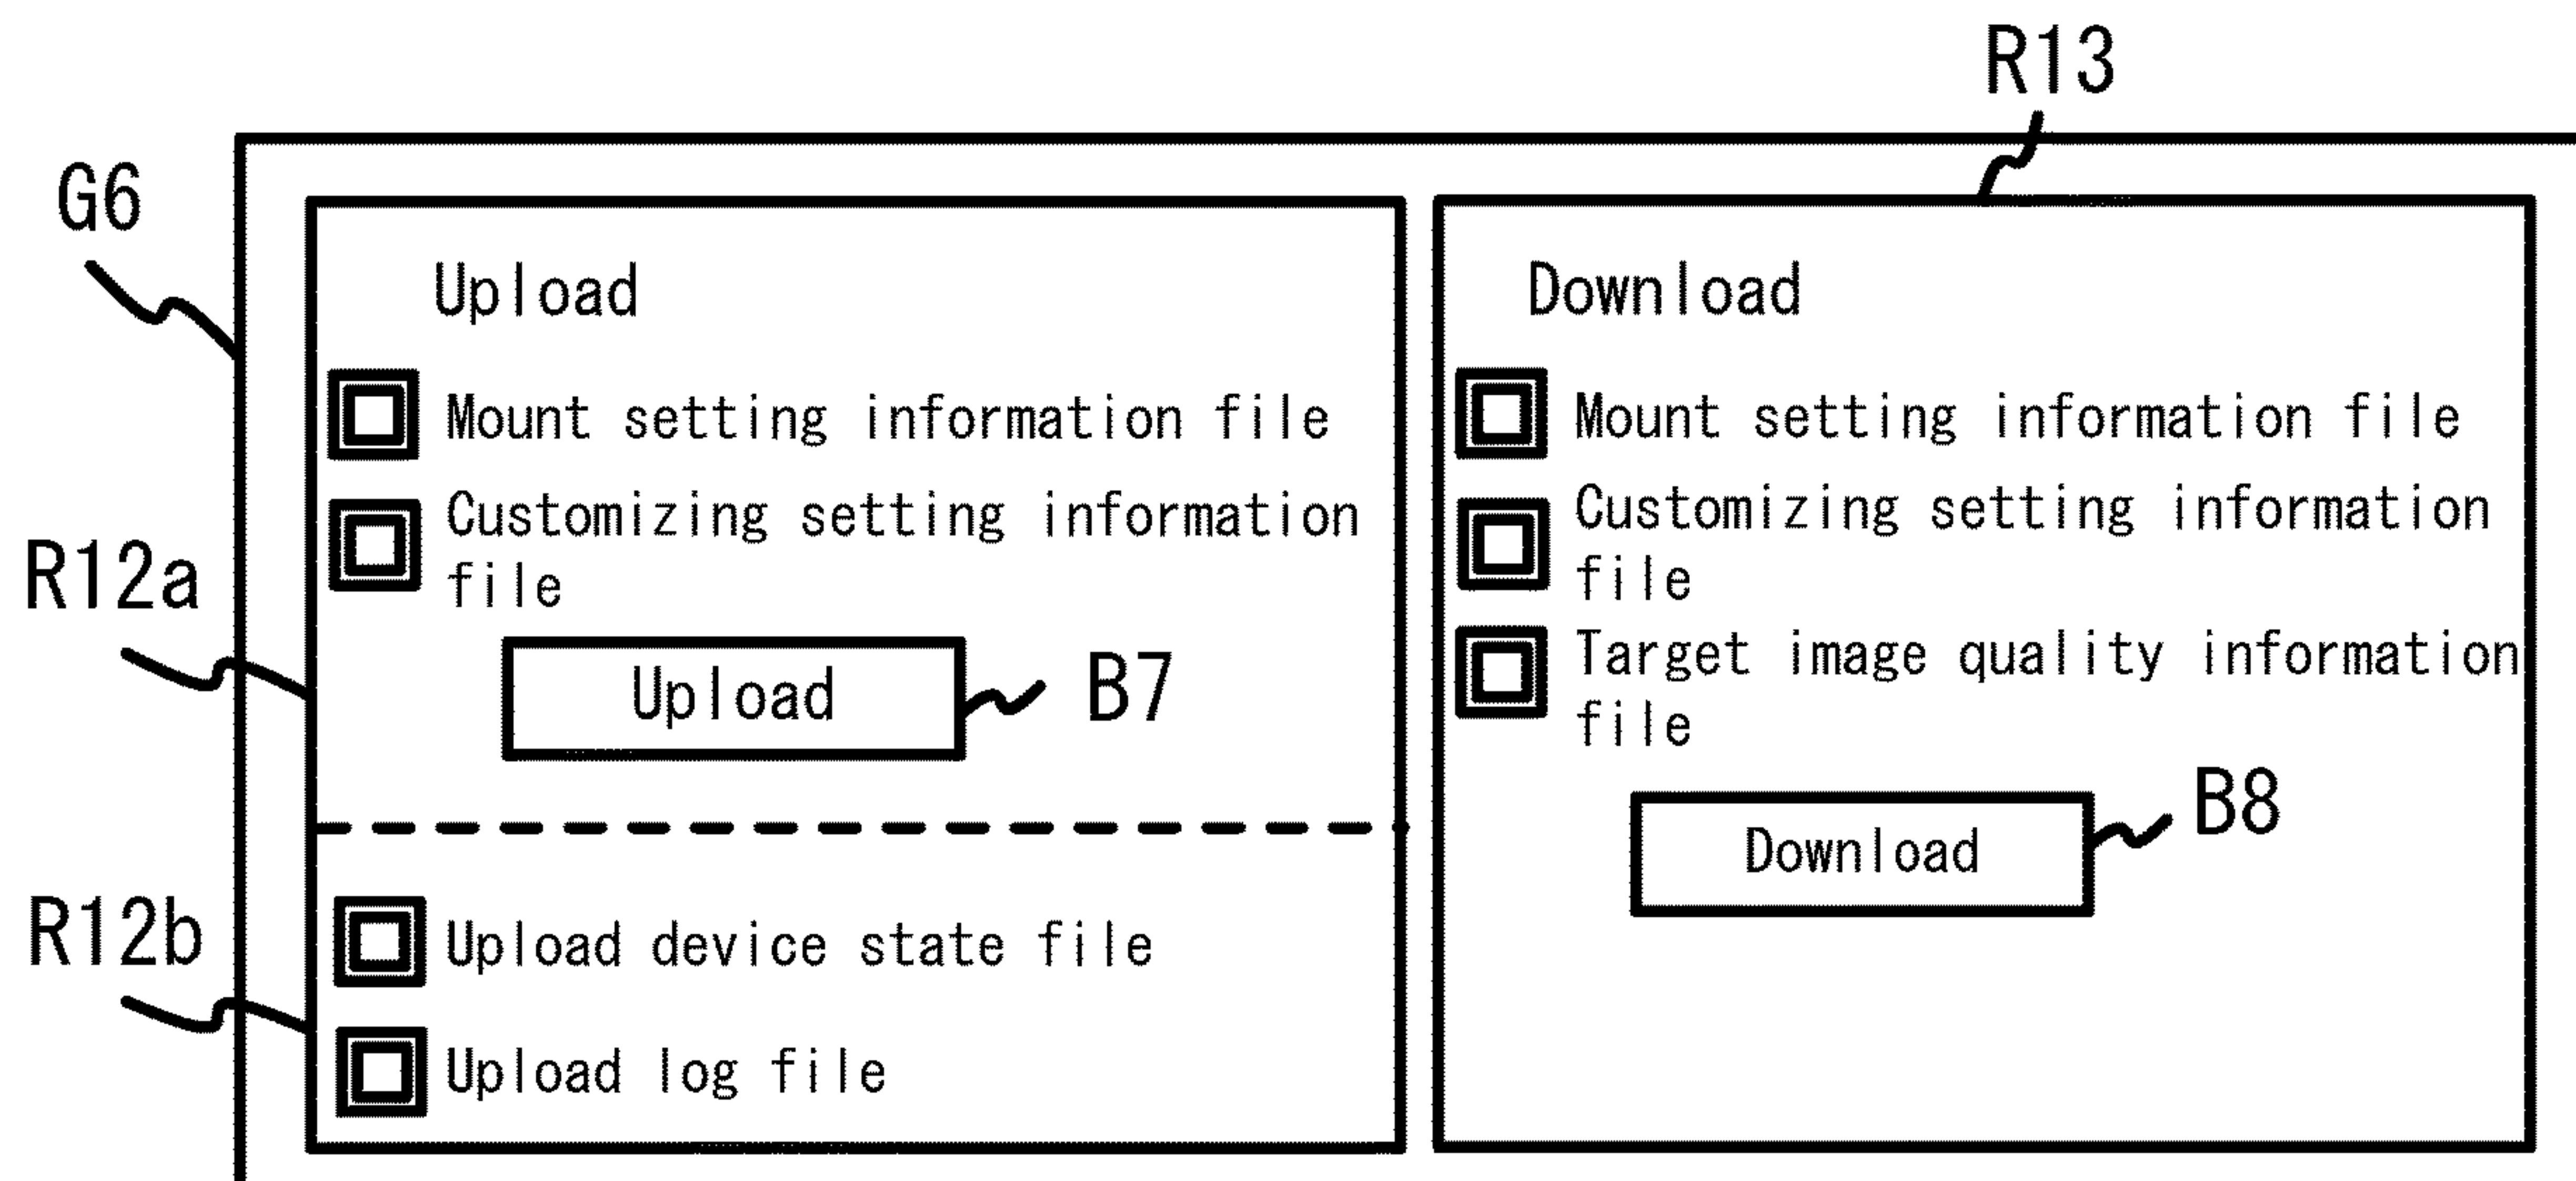 R13
G6
Upload
Mount setting information file
Customizing setting information
file
R12a
Upload
B7
R12b
Upload device state file
Upload log file
Download
Mount setting information file
Customizing setting information
file
Target image quality information
file
Download
B8